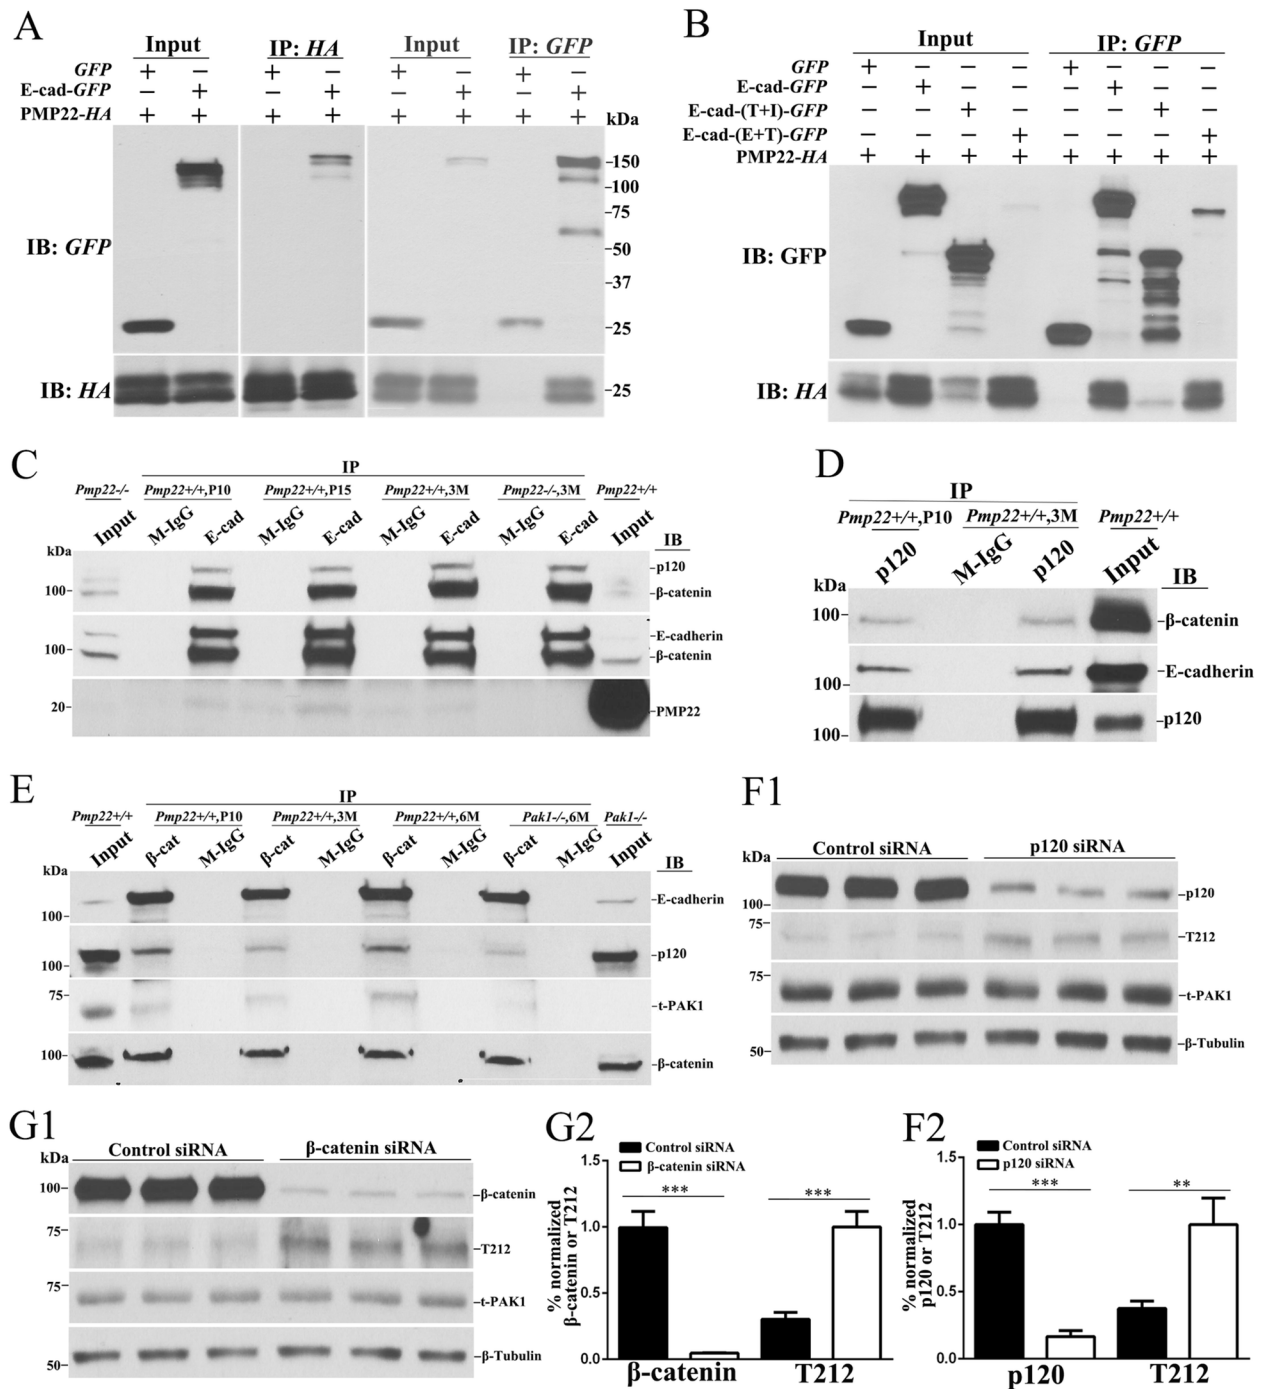 A
Input IP: HA Input IP: GFP
GFP + − + − + − + −
E-cad-GFP − + − + − + − +
PMP22-HA + + + + + + + +
kDa
-150
-100
-75
IB: GFP
-50
-37
-25
IB: HA
-25
B
Input IP: GFP
GFP + − − − + − − −
E-cad-GFP − + − − − + − −
E-cad-(T+I)-GFP − − + − − − + −
E-cad-(E+T)-GFP − − − + − − − +
PMP22-HA + + + + + + + +
IB: GFP
IB: HA
C
IP
Pmp22-/- Pmp22+/+,P10 Pmp22+/+,P15 Pmp22+/+,3M Pmp22-/-,3M Pmp22+/+
Input M-IgG E-cad M-IgG E-cad M-IgG E-cad M-IgG E-cad Input
kDa IB
-p120
100- -β-catenin
-E-cadherin
100- -β-catenin
20- -PMP22
D
IP
Pmp22+/+,P10 Pmp22+/+,3M Pmp22+/+
p120 M-IgG p120 Input
kDa IB
100- -β-catenin
-E-cadherin
100-
-p120
100-
E
IP
Pmp22+/+ Pmp22+/+,P10 Pmp22+/+,3M Pmp22+/+,6M Pak1-/-,6M Pak1-/-
Input β-cat M-IgG β-cat M-IgG β-cat M-IgG β-cat M-IgG Input
kDa IB
-E-cadherin
100-
-p120
100-
75-
-t-PAK1
100-
-β-catenin
F1
Control siRNA p120 siRNA
kDa
-p120
100-
75-
-T212
75-
-t-PAK1
-β-Tubulin
50-
G1
Control siRNA β-catenin siRNA
kDa
100- -β-catenin
75-
-T212
75-
-t-PAK1
-β-Tubulin
50-
G2
Control siRNA
β-catenin siRNA
% normalized
β-catenin or T212
1.5
1.0
0.5
0.0
*** ***
β-catenin T212
F2
Control siRNA
p120 siRNA
% normalized
p120 or T212
1.5
1.0
0.5
0.0
*** **
p120 T212